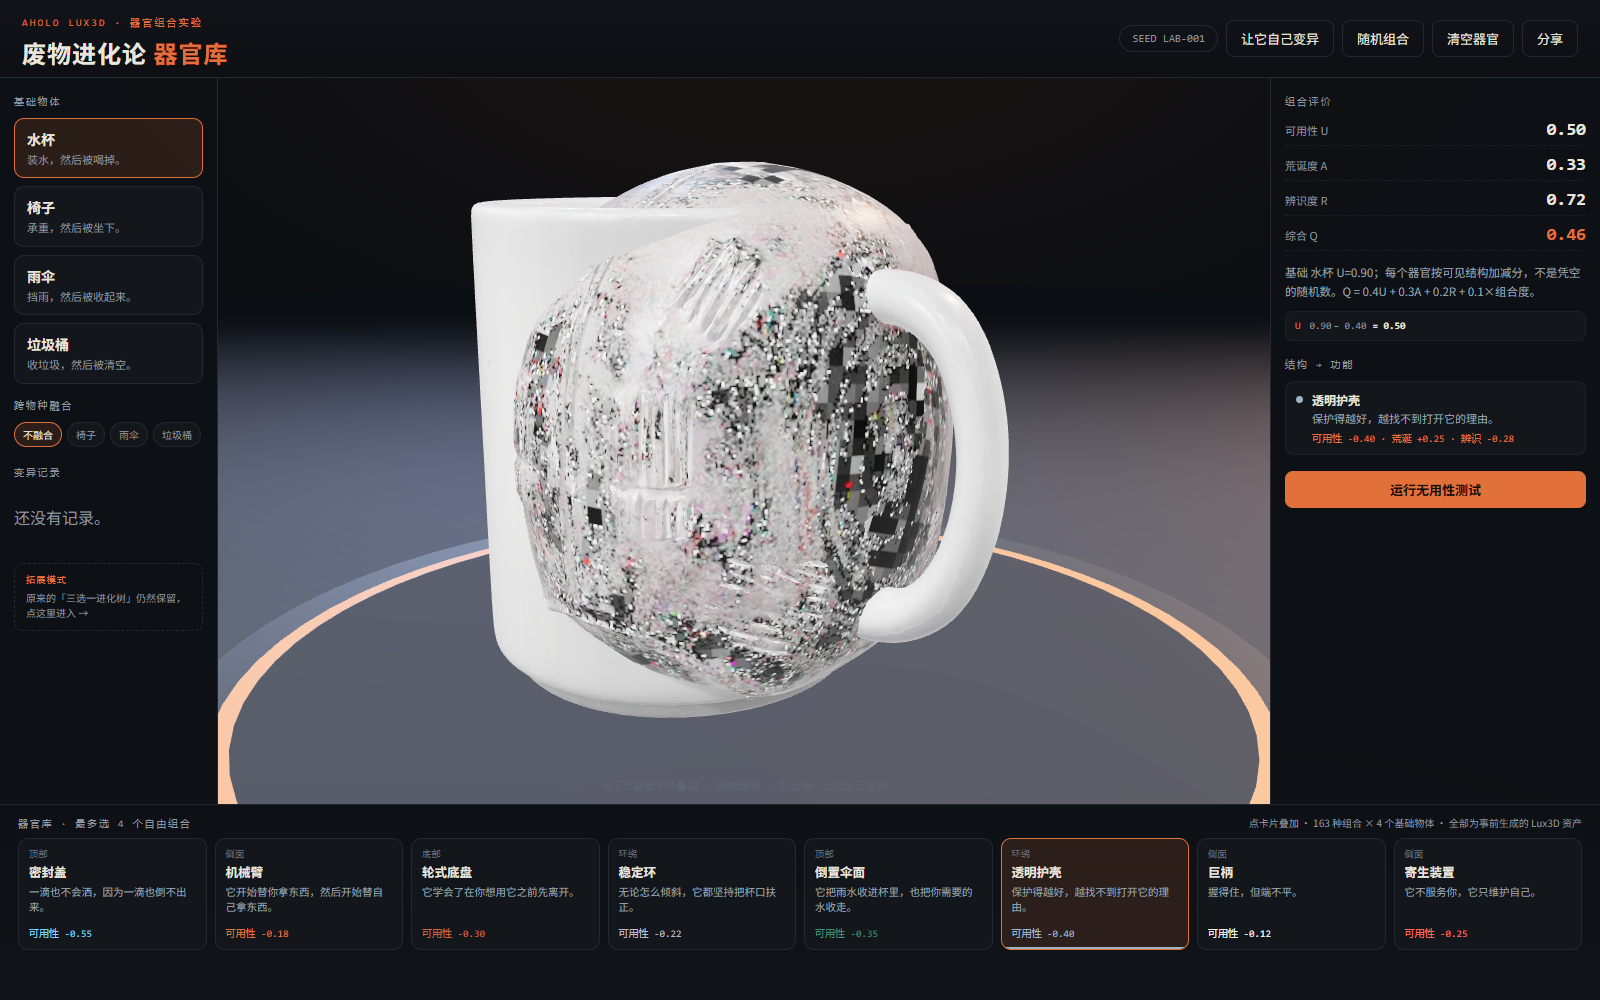 AHOLO LUX3D · 器官组合实验
废物进化论 器官库
SEED LAB-001
让它自己变异
随机组合
清空器官
分享
基础物体
水杯
装水，然后被喝掉。
椅子
承重，然后被坐下。
雨伞
挡雨，然后被收起来。
垃圾桶
收垃圾，然后被清空。
跨物种融合
不融合
椅子
雨伞
垃圾桶
变异记录
还没有记录。
拓展模式
原来的「三选一进化树」仍然保留，
点这里进入 →
组合评价
可用性 U 0.50
荒诞度 A 0.33
辨识度 R 0.72
综合 Q 0.46
基础 水杯 U=0.90；每个器官按可见结构加减分，不是凭空
的随机数。Q = 0.4U + 0.3A + 0.2R + 0.1×组合度。
U 0.90 − 0.40 = 0.50
结构 → 功能
透明护壳
保护得越好，越找不到打开它的理由。
可用性 -0.40 · 荒诞 +0.25 · 辨识 -0.28
运行无用性测试
器官库 · 最多选 4 个自由组合
点卡片叠加 · 163 种组合 × 4 个基础物体 · 全部为事前生成的 Lux3D 资产
顶部
密封盖
一滴也不会洒，因为一滴也倒不出
来。
可用性 -0.55
侧面
机械臂
它开始替你拿东西，然后开始替自
己拿东西。
可用性 -0.18
底部
轮式底盘
它学会了在你想用它之前先离开。
可用性 -0.30
环绕
稳定环
无论怎么倾斜，它都坚持把杯口扶
正。
可用性 -0.22
顶部
倒置伞面
它把雨水收进杯里，也把你需要的
水收走。
可用性 -0.35
环绕
透明护壳
保护得越好，越找不到打开它的理
由。
可用性 -0.40
侧面
巨柄
握得住，但端不平。
可用性 -0.12
侧面
寄生装置
它不服务你，它只维护自己。
可用性 -0.25